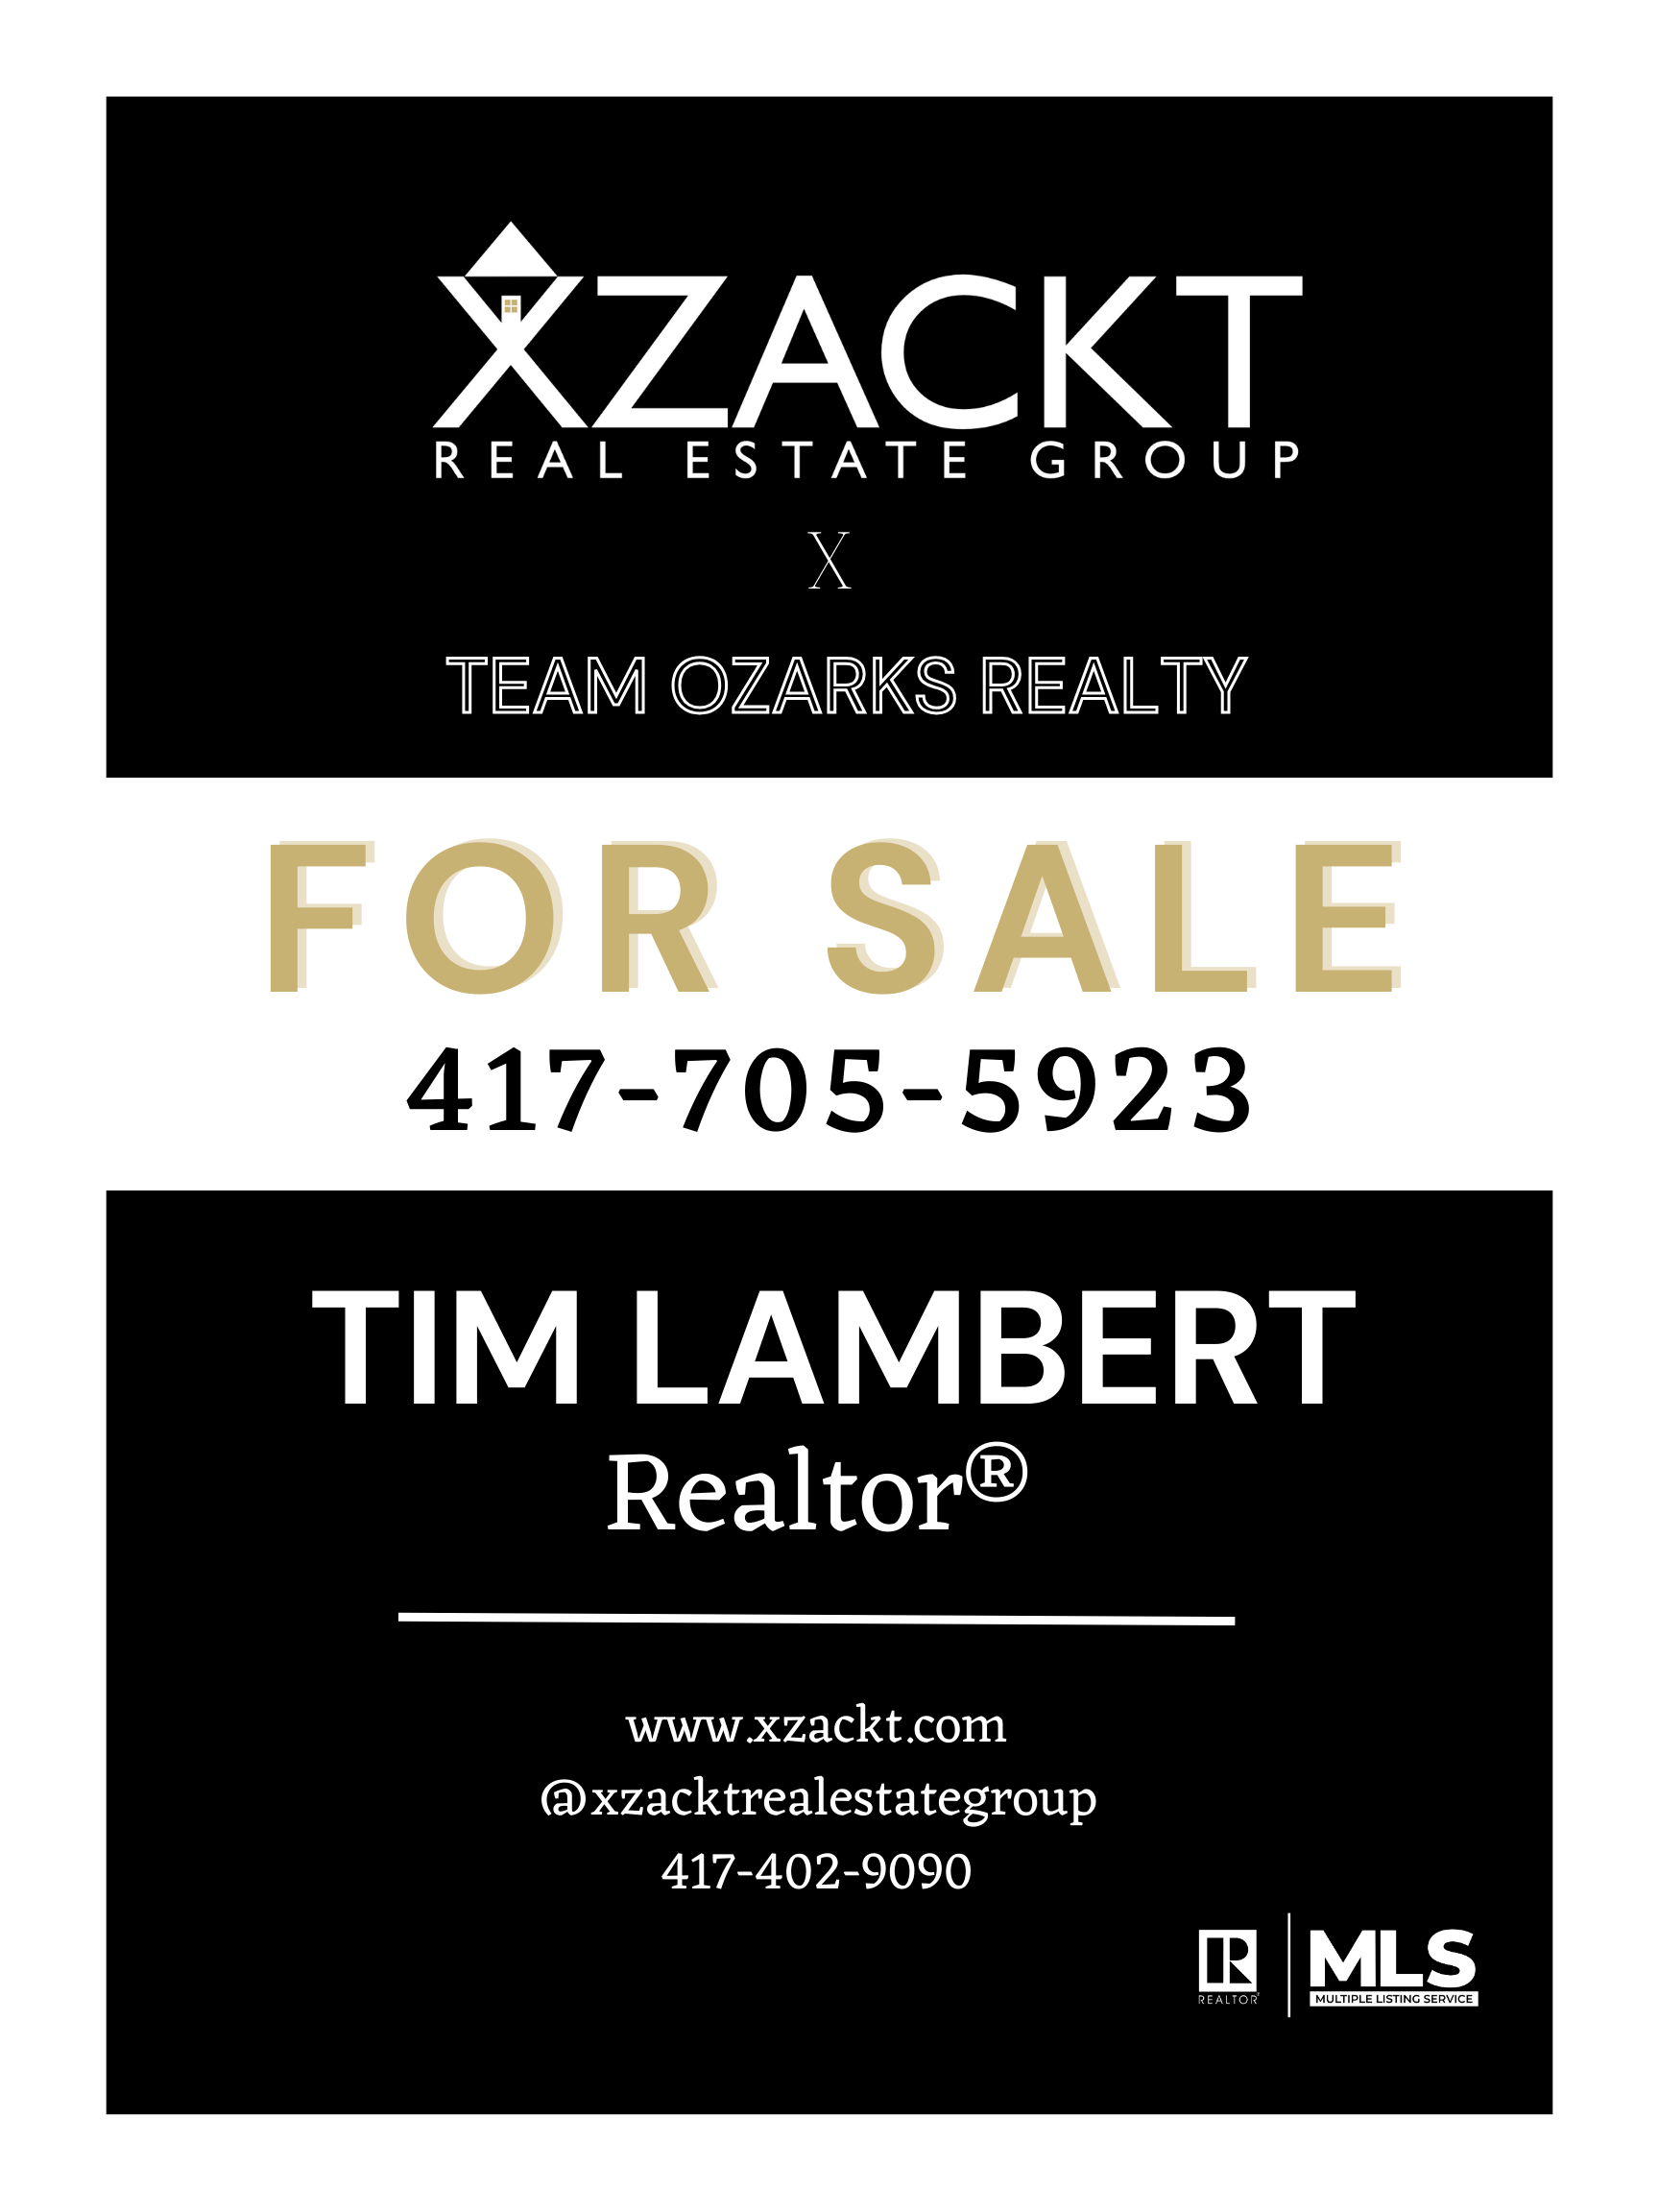 XZACKT
REAL ESTATE GROUP
X
TEAM OZARKS REALTY
FOR SALE
417-705-5923
TIM LAMBERT
Realtor®
www.xzackt.com
@xzacktrealestategroup
417-402-9090
R
REALTOR®
MLS
MULTIPLE LISTING SERVICE